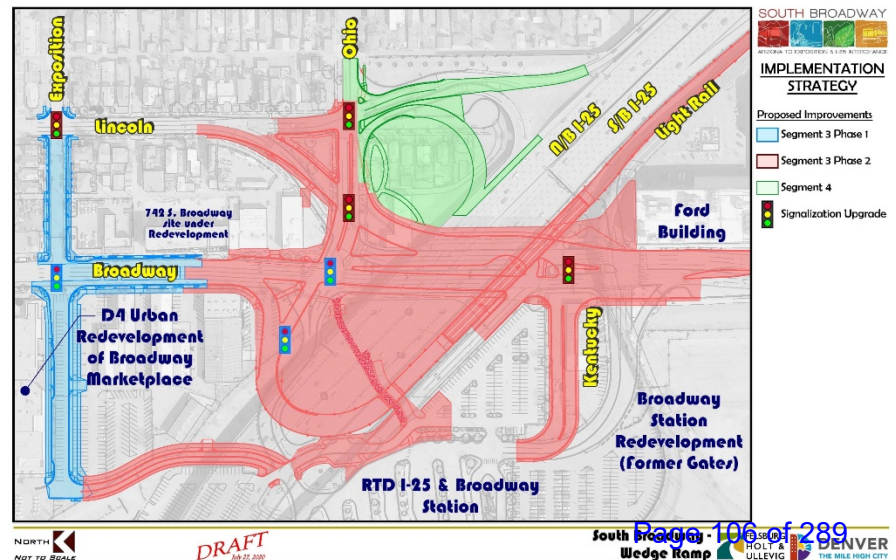 SOUTH BROADWAY
ARIZONA TO EXPOSITION & I-25 INTERCHANGE
IMPLEMENTATION
STRATEGY
Proposed Improvements
Segment 3 Phase 1
Segment 3 Phase 2
Segment 4
Signalization Upgrade
Exposition
Ohio
Lincoln
N/B I-25
S/B I-25
Light Rail
742 S. Broadway
site under
Redevelopment
Ford
Building
Broadway
D4 Urban
Redevelopment
of Broadway
Marketplace
Kentucky
Broadway
Station
Redevelopment
(Former Gates)
RTD I-25 & Broadway
Station
NORTH
NOT TO SCALE
DRAFT
July 27, 2020
South Broadway -
Wedge Ramp
Page 106 of 289
FELSBURG
HOLT &
ULLEVIG
DENVER
THE MILE HIGH CITY